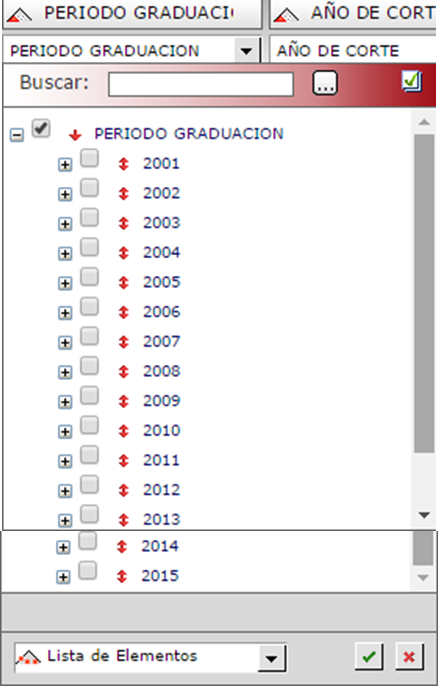 PERIODO GRADUACI
AÑO DE CORT
PERIODO GRADUACION
AÑO DE CORTE
Buscar:
...
PERIODO GRADUACION
2001
2002
2003
2004
2005
2006
2007
2008
2009
2010
2011
2012
2013
2014
2015
Lista de Elementos